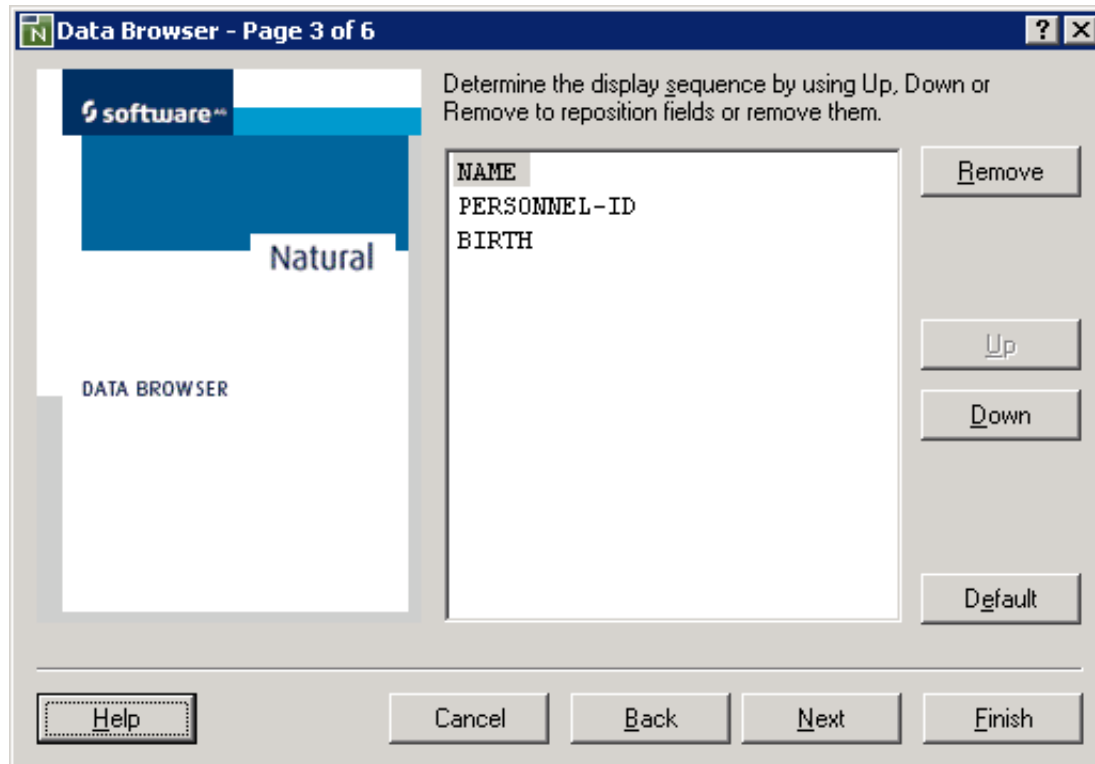 Data Browser - Page 3 of 6
software AG
Natural
DATA BROWSER
Determine the display sequence by using Up, Down or
Remove to reposition fields or remove them.
NAME
PERSONNEL-ID
BIRTH
Remove
Up
Down
Default
Help
Cancel
Back
Next
Finish